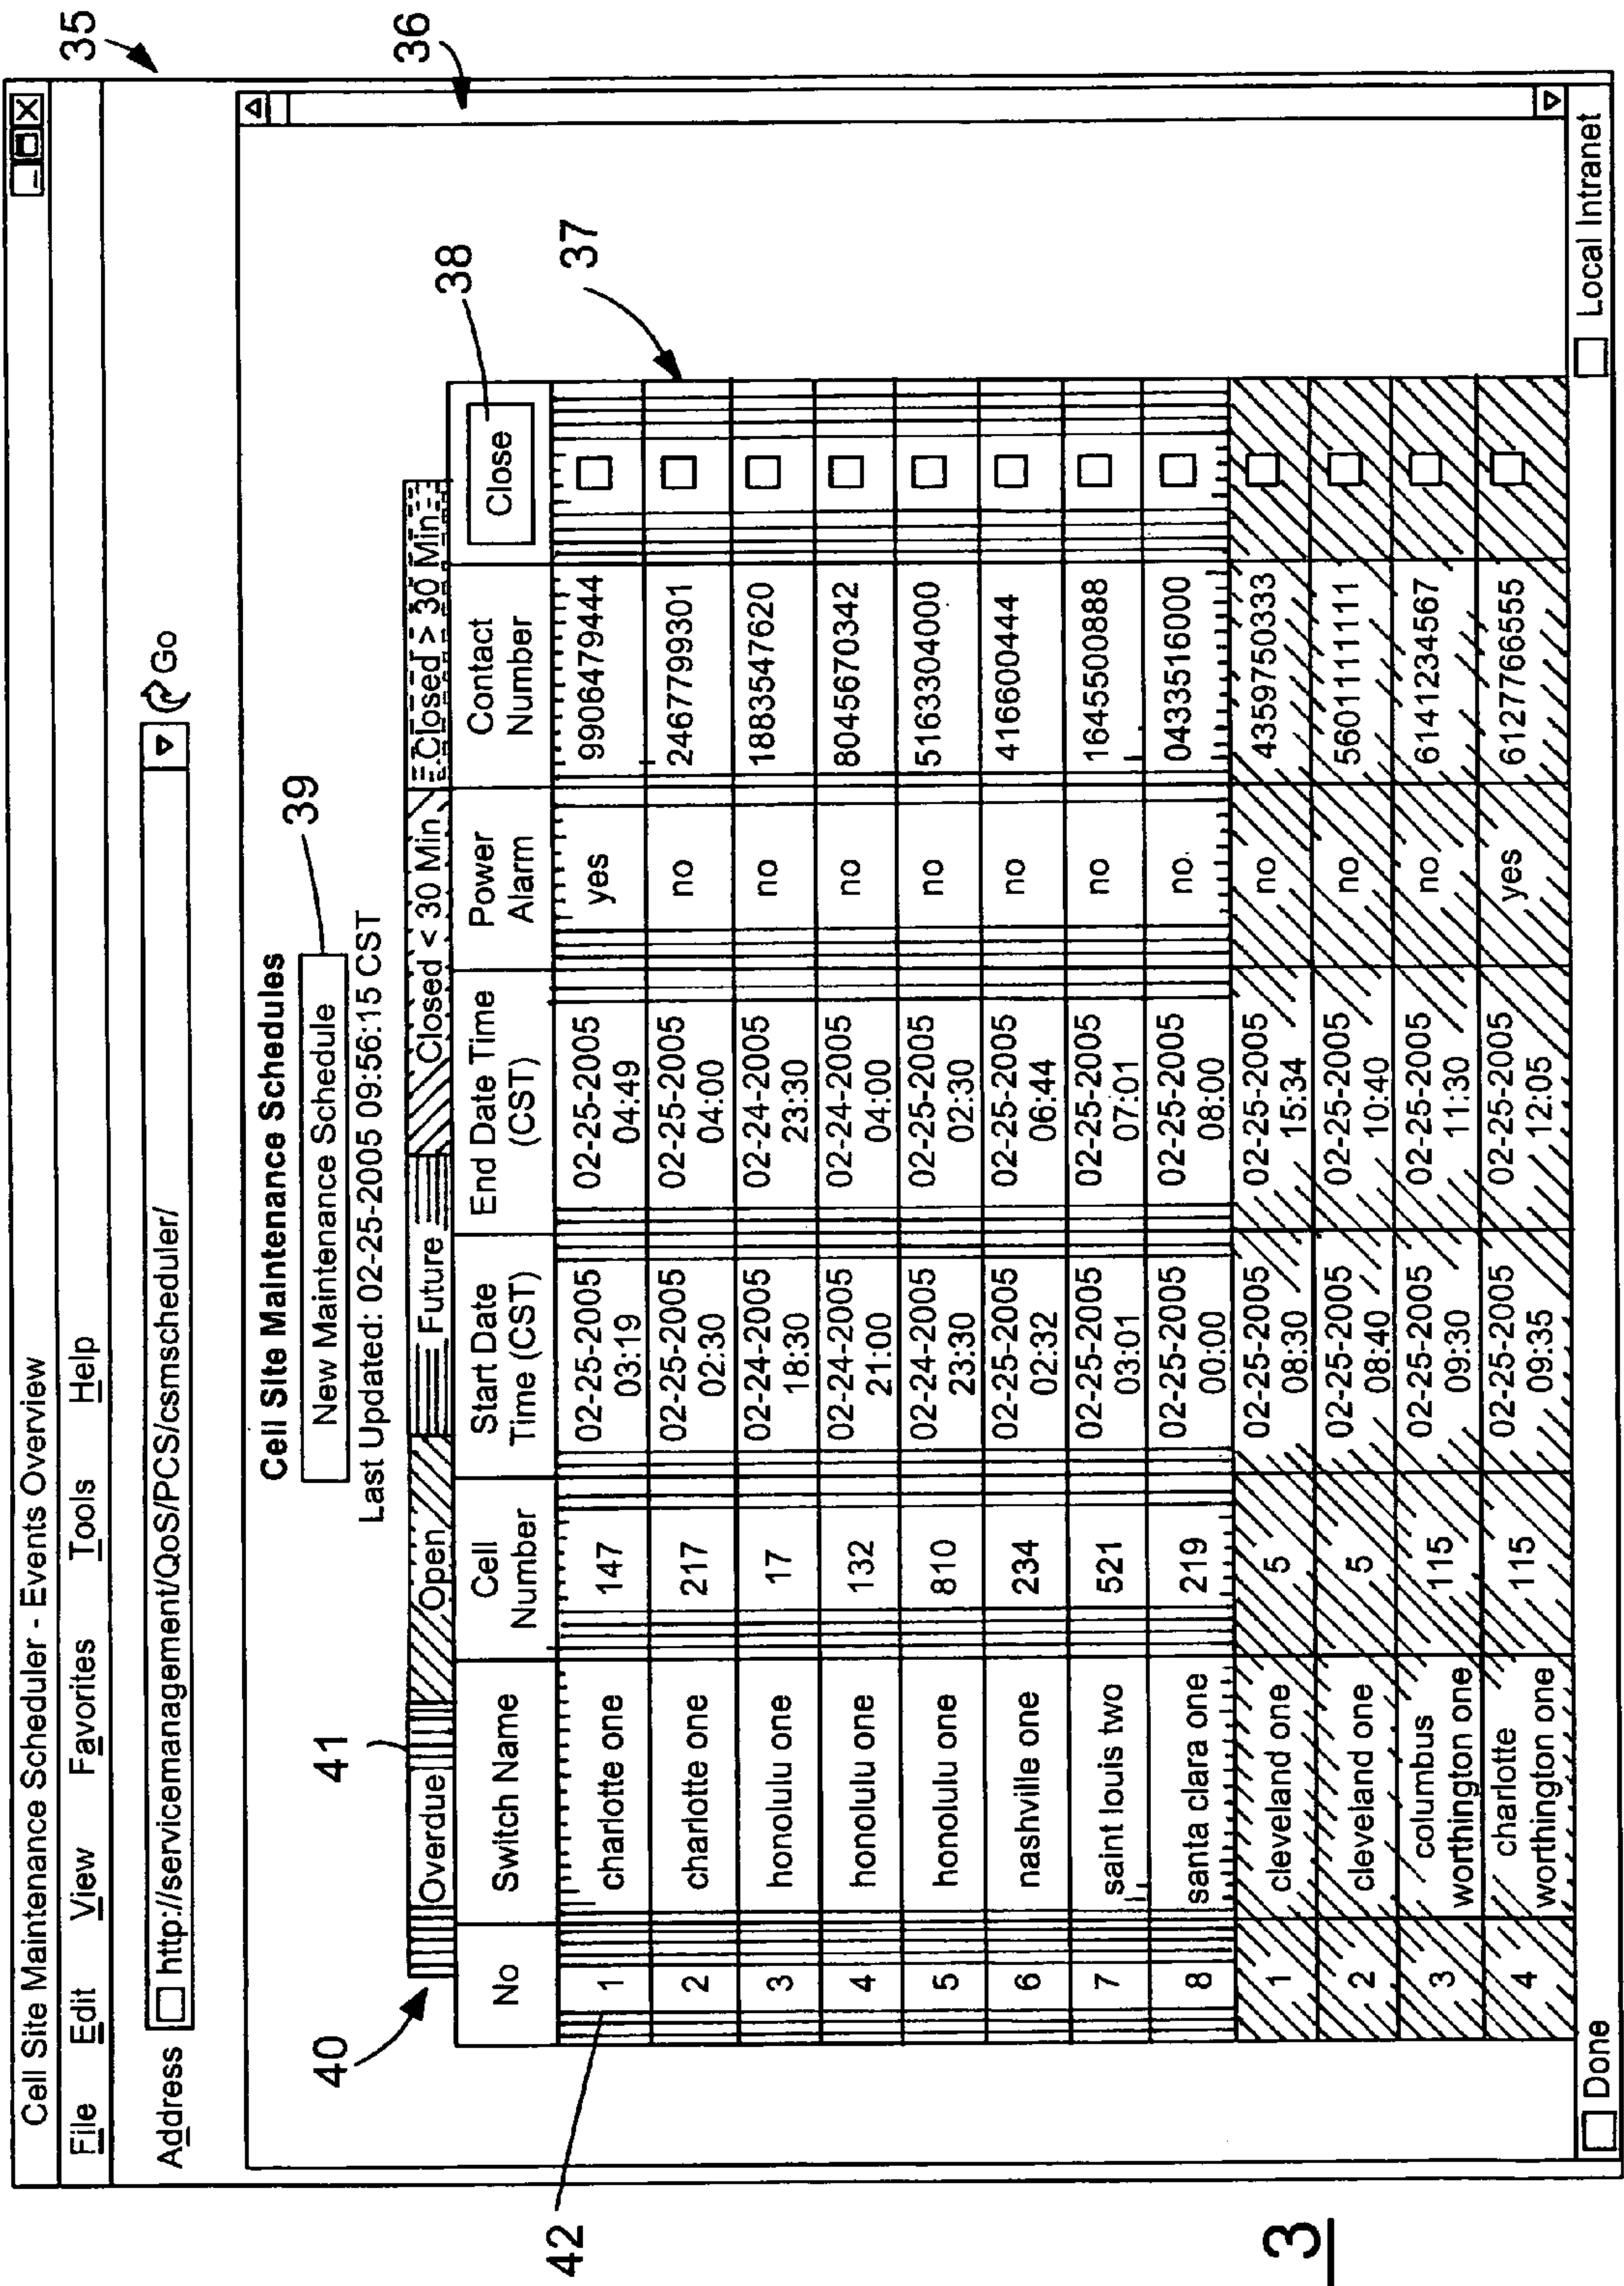 Cell Site Maintenance Scheduler - Events Overview
File Edit View Favorites Tools Help
35
Address http://servicemanagement/QoS/PCS/csmscheduler/ Go
36
Cell Site Maintenance Schedules
New Maintenance Schedule
39
Last Updated: 02-25-2005 09:56:15 CST
40
41
38
Overdue Open Future Closed < 30 Min Closed > 30 Min
No Switch Name Cell Number Start Date Time (CST) End Date Time (CST) Power Alarm Contact Number Close
42
37
1 charlotte one 147 02-25-2005 03:19 02-25-2005 04:49 yes 9906479444
2 charlotte one 217 02-25-2005 02:30 02-25-2005 04:00 no 2467799301
3 honolulu one 17 02-24-2005 18:30 02-24-2005 23:30 no 1883547620
4 honolulu one 132 02-24-2005 21:00 02-24-2005 04:00 no 8045670342
5 honolulu one 810 02-24-2005 23:30 02-25-2005 02:30 no 5163304000
6 nashville one 234 02-25-2005 02:32 02-25-2005 06:44 no 416600444
7 saint louis two 521 02-25-2005 03:01 02-25-2005 07:01 no 1645500888
8 santa clara one 219 02-25-2005 00:00 02-25-2005 08:00 no 0433516000
1 cleveland one 5 02-25-2005 08:30 02-25-2005 15:34 no 4359750333
2 cleveland one 5 02-25-2005 08:40 02-25-2005 10:40 no 5601111111
3 columbus worthington one 115 02-25-2005 09:30 02-25-2005 11:30 no 6141234567
4 charlotte worthington one 115 02-25-2005 09:35 02-25-2005 12:05 yes 6127766555
Done Local Intranet
3